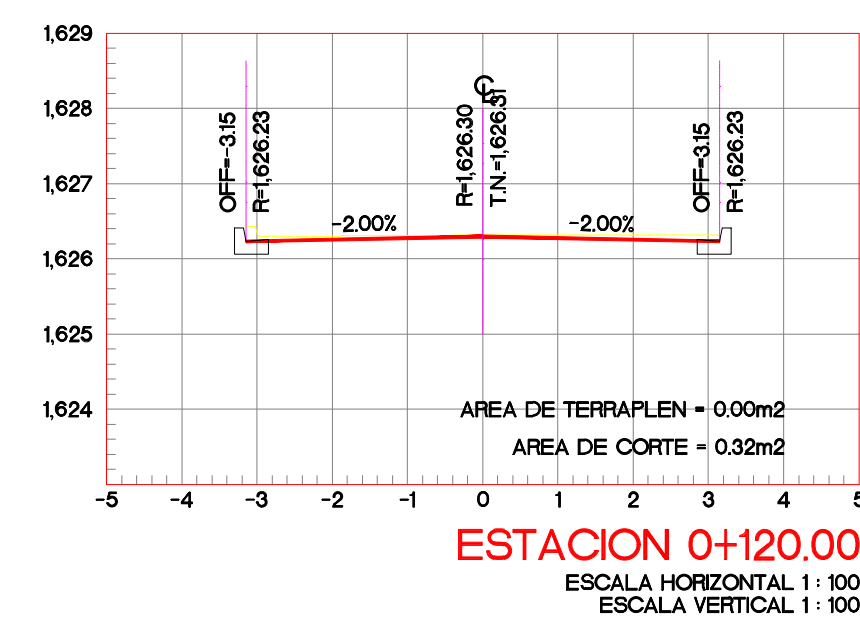 1,629
1,628
1,627
1,626
1,625
1,624
OFF=-3.15
R=1,626.23
℄
R=1,626.30
T.N.=1,626.31
OFF=3.15
R=1,626.23
-2.00%
-2.00%
AREA DE TERRAPLEN = 0.00m2
AREA DE CORTE = 0.32m2
-5 -4 -3 -2 -1 0 1 2 3 4 5
ESTACION 0+120.00
ESCALA HORIZONTAL 1 : 100
ESCALA VERTICAL 1 : 100